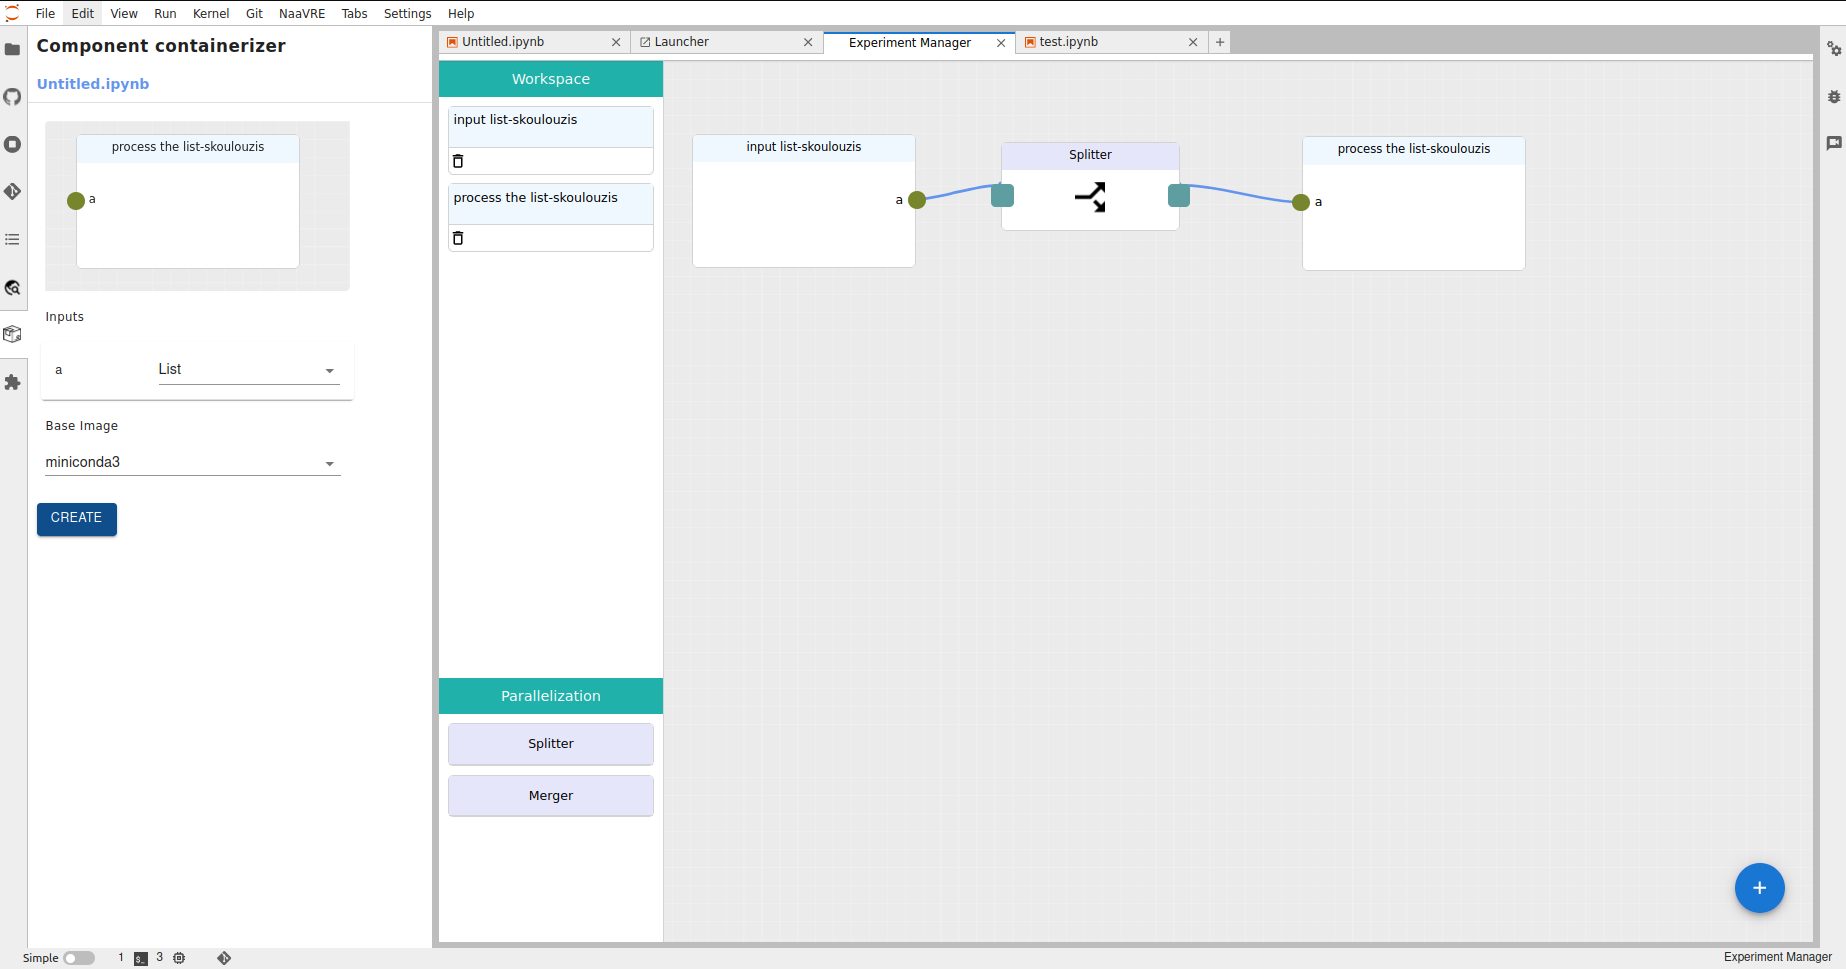 File Edit View Run Kernel Git NaaVRE Tabs Settings Help
Component containerizer
Untitled.ipynb
process the list-skoulouzis
a
Inputs
a List
Base Image
miniconda3
CREATE
Untitled.ipynb Launcher Experiment Manager test.ipynb
Workspace
input list-skoulouzis
process the list-skoulouzis
Parallelization
Splitter
Merger
input list-skoulouzis
a
Splitter
process the list-skoulouzis
a
Simple 1 3 Experiment Manager